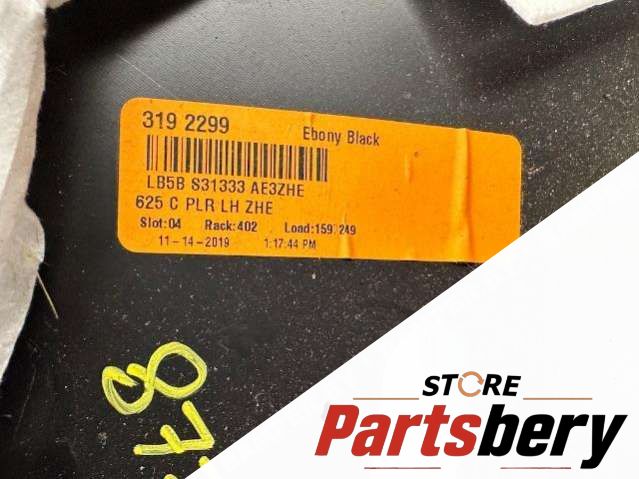 319 2299 Ebony Black
LB5B S31333 AE3ZHE
625 C PLR LH ZHE
Slot:04 Rack:402 Load:159.249
11-14-2019 1:17:44 PM
STORE
Partsbery